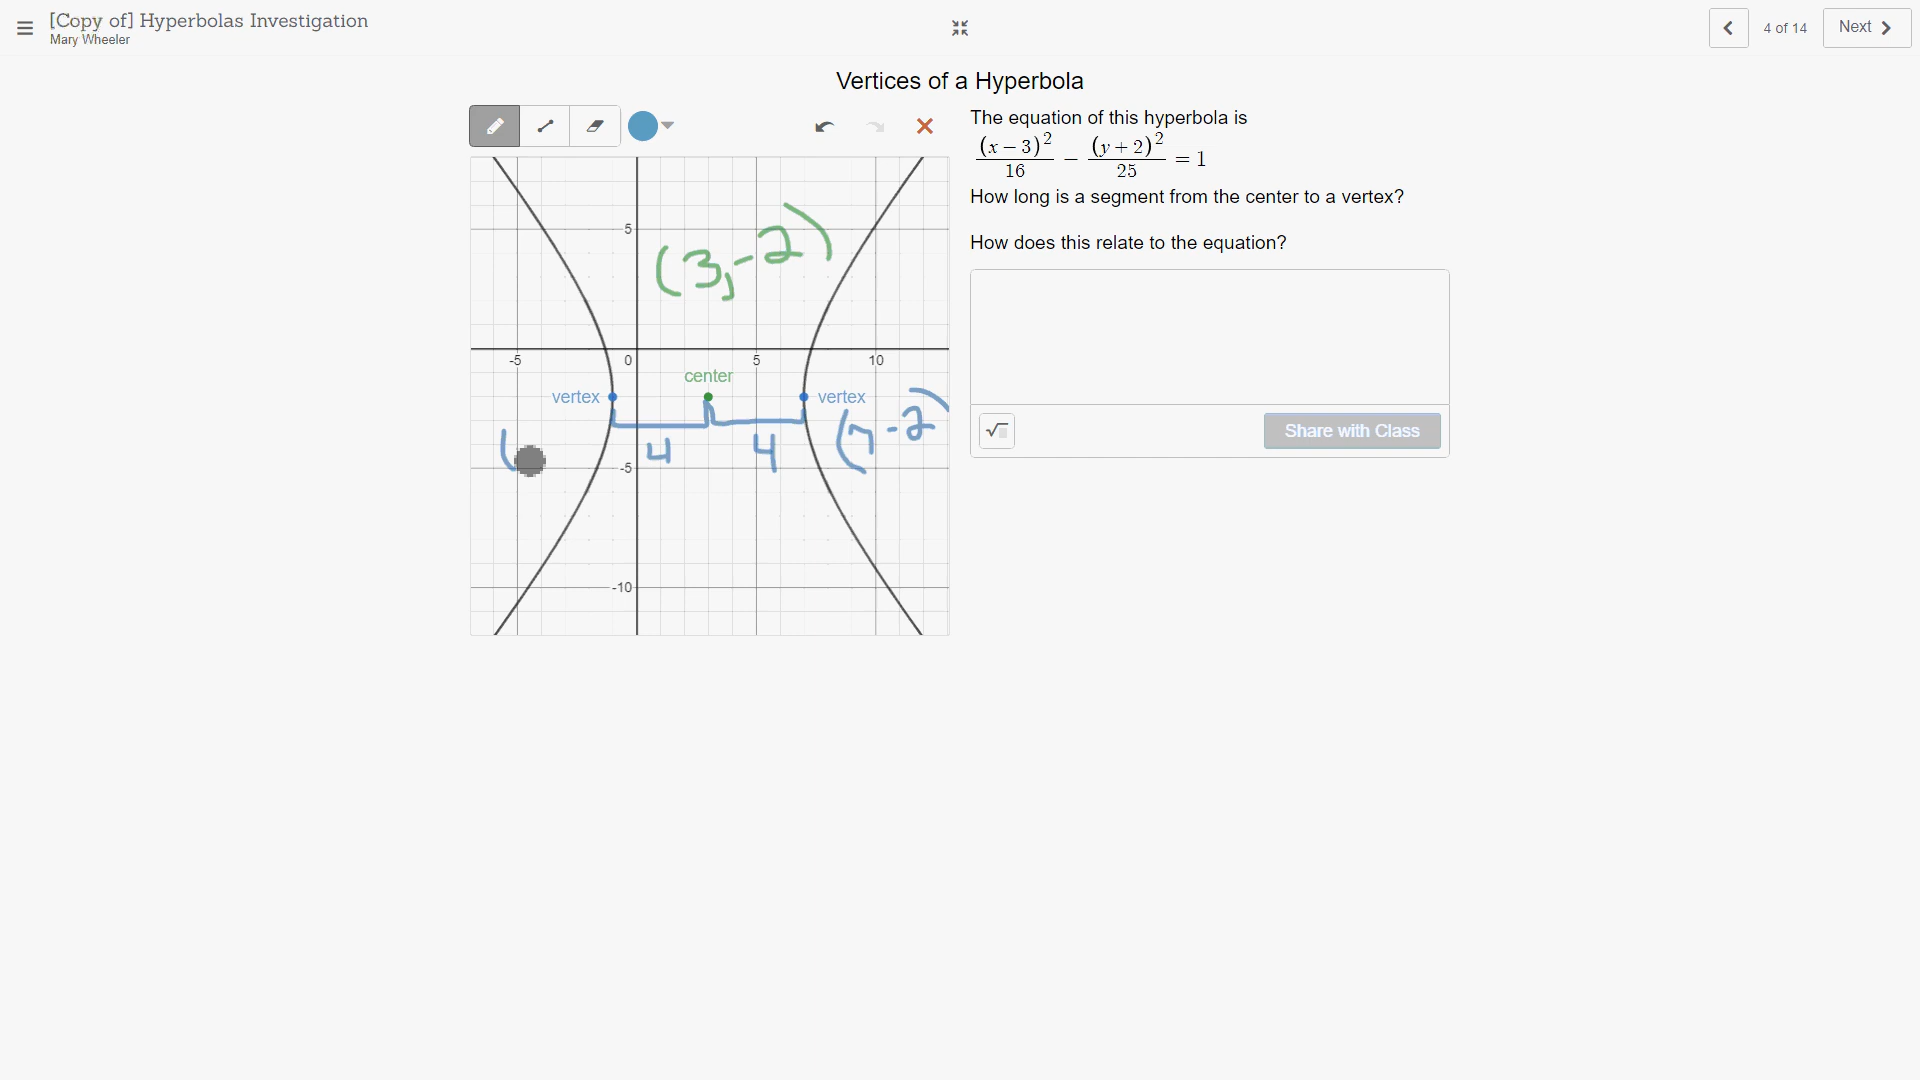 [Copy of] Hyperbolas Investigation
Mary Wheeler
4 of 14
Next
Vertices of a Hyperbola
The equation of this hyperbola is
(x − 3)²/16 − (y + 2)²/25 = 1
How long is a segment from the center to a vertex?
How does this relate to the equation?
√
Share with Class
5
(3,-2)
-5 0 5 10
center
vertex vertex
(7 -2)
4 4
(
-5
-10